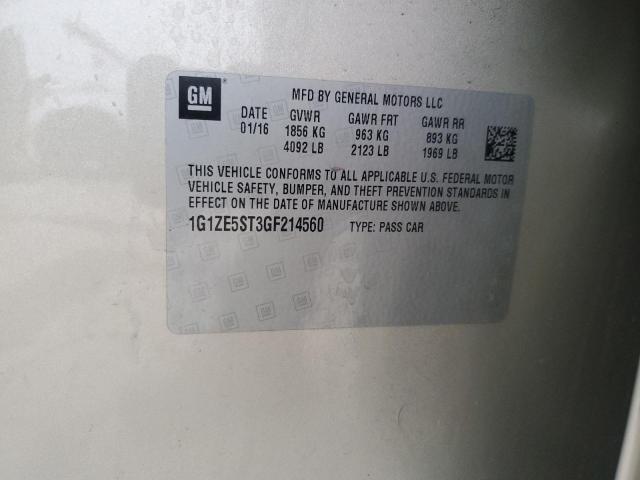 GM
MFD BY GENERAL MOTORS LLC
DATE GVWR GAWR FRT GAWR RR
01/16 1856 KG 963 KG 893 KG
4092 LB 2123 LB 1969 LB
THIS VEHICLE CONFORMS TO ALL APPLICABLE U.S. FEDERAL MOTOR
VEHICLE SAFETY, BUMPER, AND THEFT PREVENTION STANDARDS IN
EFFECT ON THE DATE OF MANUFACTURE SHOWN ABOVE.
1G1ZE5ST3GF214560 TYPE: PASS CAR